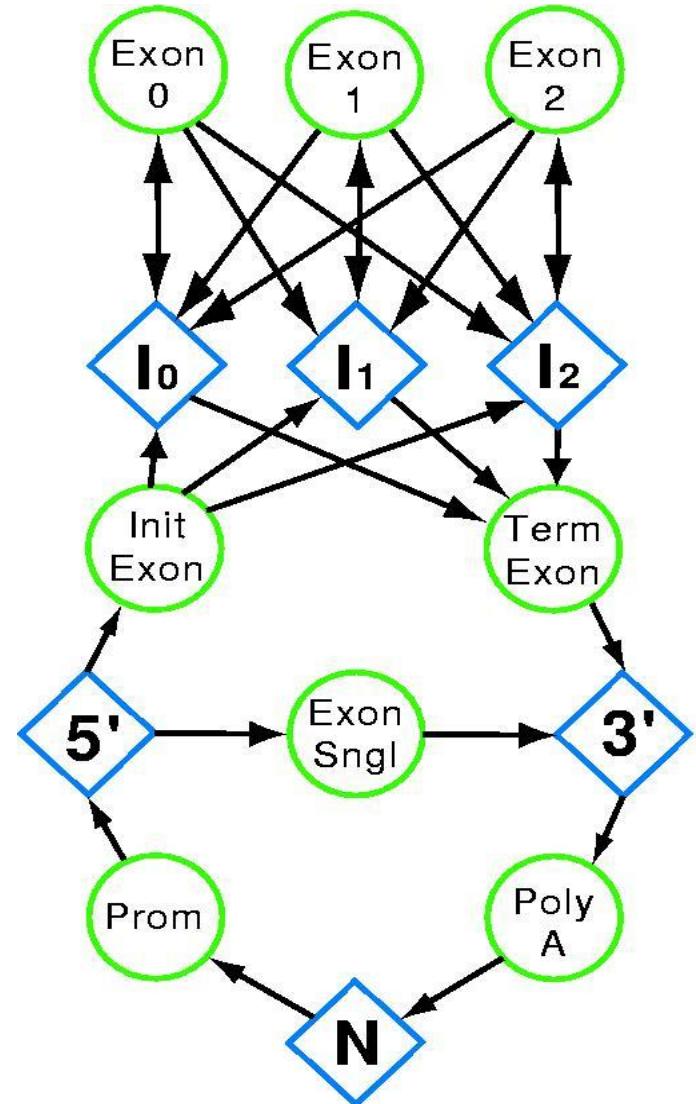 Exon
0
Exon
1
Exon
2
I0
I1
I2
Init
Exon
Term
Exon
5'
Exon
Sngl
3'
Prom
Poly
A
N